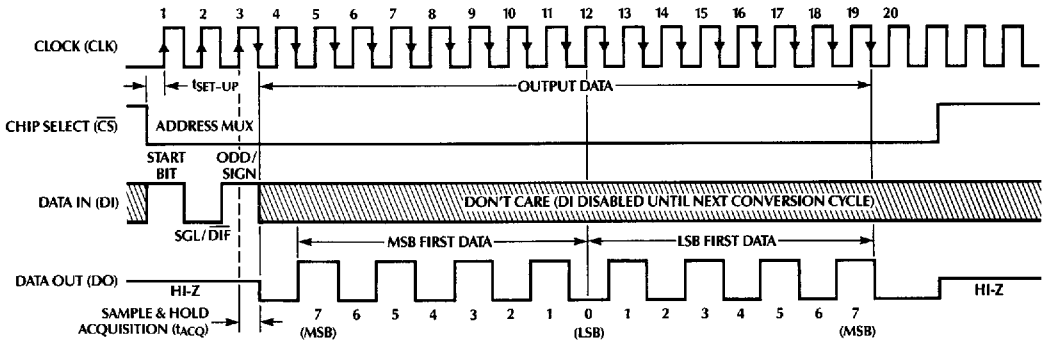 1 2 3 4 5 6 7 8 9 10 11 12 13 14 15 16 17 18 19 20
CLOCK (CLK)
tSET-UP
OUTPUT DATA
CHIP SELECT (CS)
ADDRESS MUX
START
BIT
ODD/
SIGN
DATA IN (DI)
DON'T CARE (DI DISABLED UNTIL NEXT CONVERSION CYCLE)
SGL/DIF
MSB FIRST DATA
LSB FIRST DATA
DATA OUT (DO)
HI-Z
HI-Z
SAMPLE & HOLD
ACQUISITION (tACQ)
7 6 5 4 3 2 1 0 1 2 3 4 5 6 7
(MSB) (LSB) (MSB)